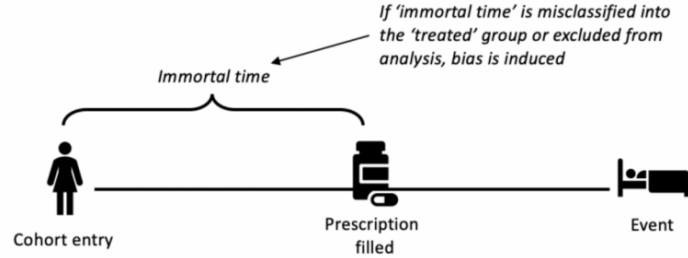 If ‘immortal time’ is misclassified into
the ‘treated’ group or excluded from
analysis, bias is induced
Immortal time
Cohort entry
Prescription
filled
Event